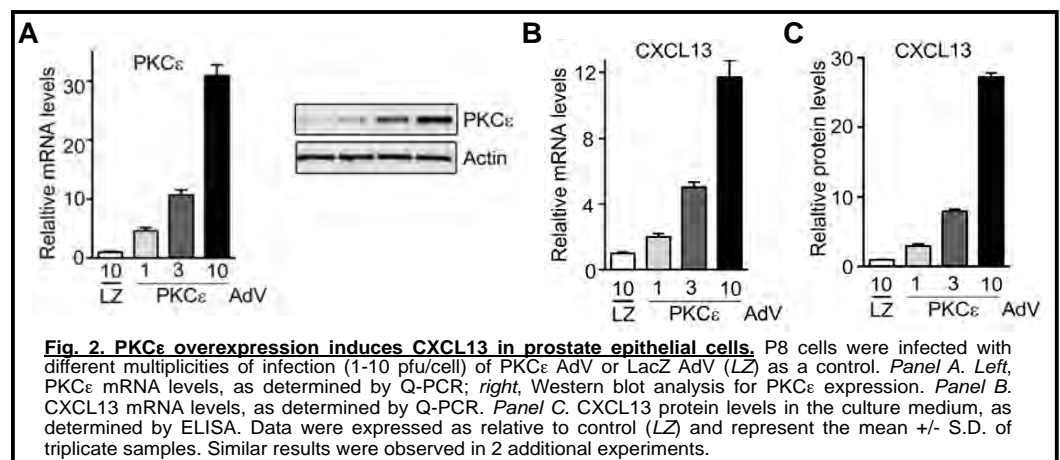 A
PKCε
Relaltive mRNA levels
30
20
10
0
10 1 3 10
LZ PKCε AdV
PKCε
Actin
B
CXCL13
Relaltive mRNA levels
12
8
4
0
10 1 3 10
LZ PKCε AdV
C
CXCL13
Relaltive protein levels
30
20
10
0
10 1 3 10
LZ PKCε AdV
Fig. 2. PKCε overexpression induces CXCL13 in prostate epithelial cells. P8 cells were infected with
different multiplicities of infection (1-10 pfu/cell) of PKCε AdV or LacZ AdV (LZ) as a control. Panel A. Left,
PKCε mRNA levels, as determined by Q-PCR; right, Western blot analysis for PKCε expression. Panel B.
CXCL13 mRNA levels, as determined by Q-PCR. Panel C. CXCL13 protein levels in the culture medium, as
determined by ELISA. Data were expressed as relative to control (LZ) and represent the mean +/- S.D. of
triplicate samples. Similar results were observed in 2 additional experiments.